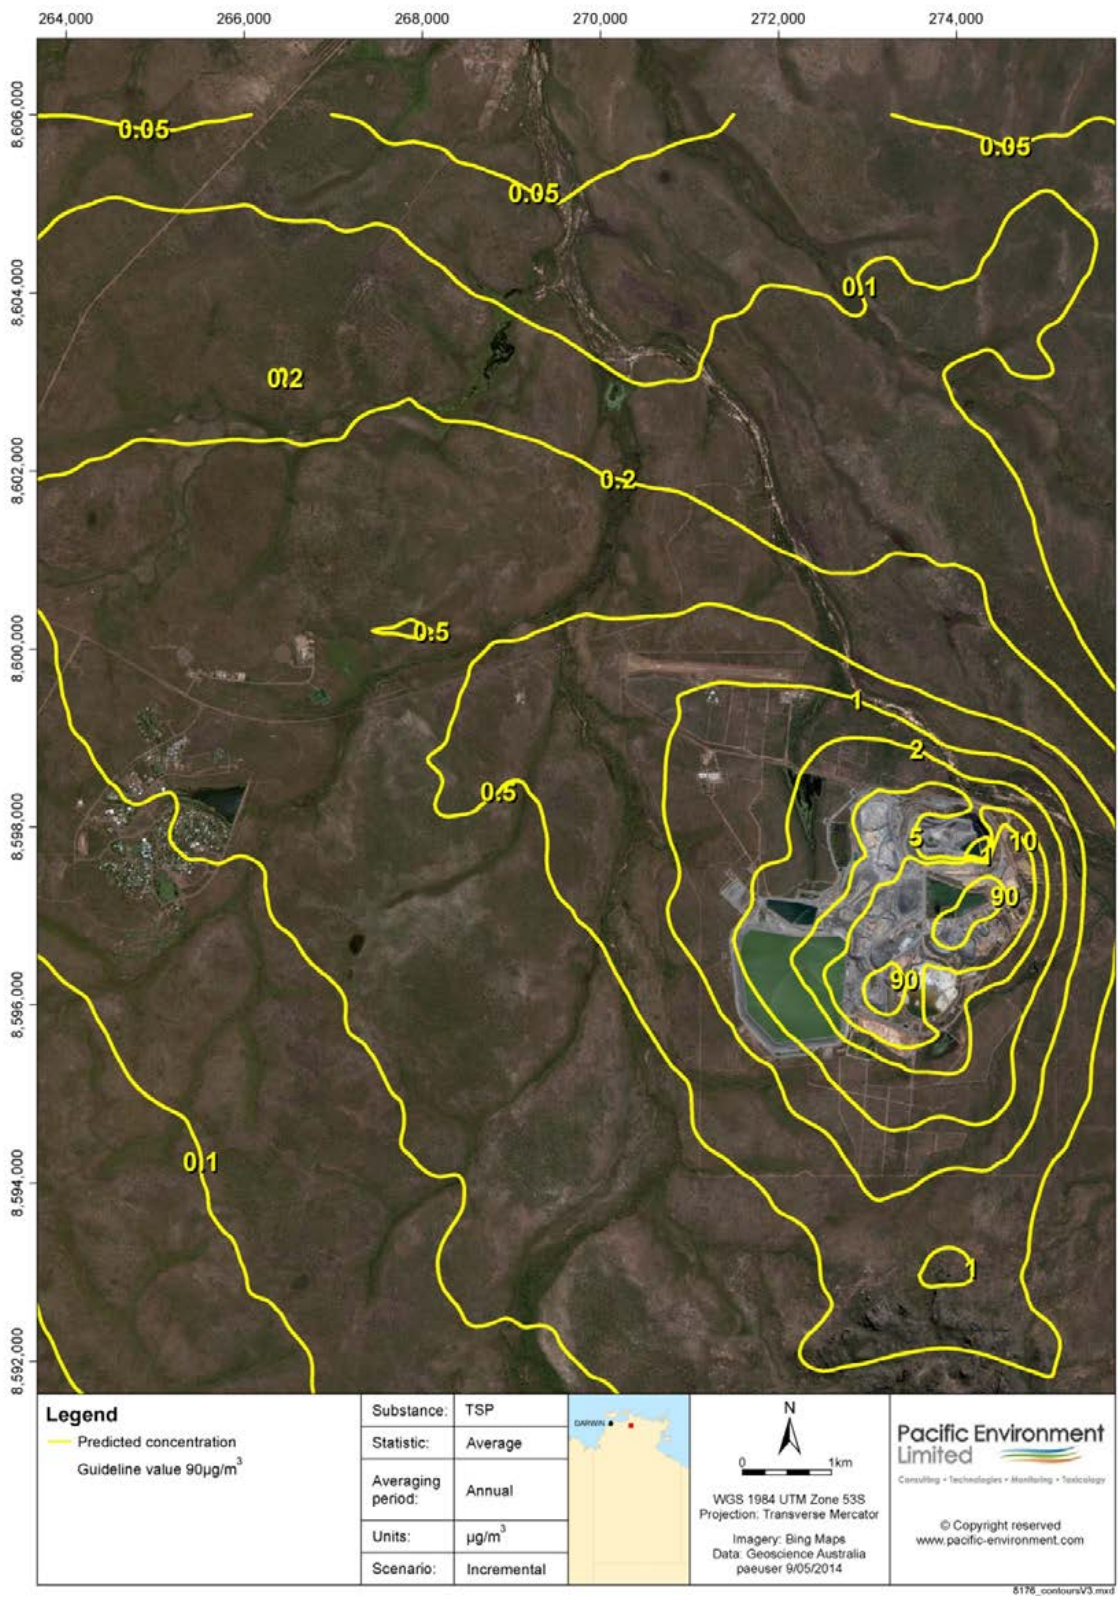 264,000 266,000 268,000 270,000 272,000 274,000
8,606,000
8,604,000
8,602,000
8,600,000
8,598,000
8,596,000
8,594,000
8,592,000
0.05
0.05
0.05
0.1
0.2
0.2
0.5
1
2
0.5
5
10
1
90
90
0.1
1
Legend
Predicted concentration
Guideline value 90µg/m³
Substance: TSP
Statistic: Average
Averaging period: Annual
Units: µg/m³
Scenario: Incremental
DARWIN
N
0 1km
WGS 1984 UTM Zone 53S
Projection: Transverse Mercator
Imagery: Bing Maps
Data: Geoscience Australia
paeuser 9/05/2014
Pacific Environment
Limited
Consulting • Technologies • Monitoring • Toxicology
© Copyright reserved
www.pacific-environment.com
8176_contoursV3.mxd